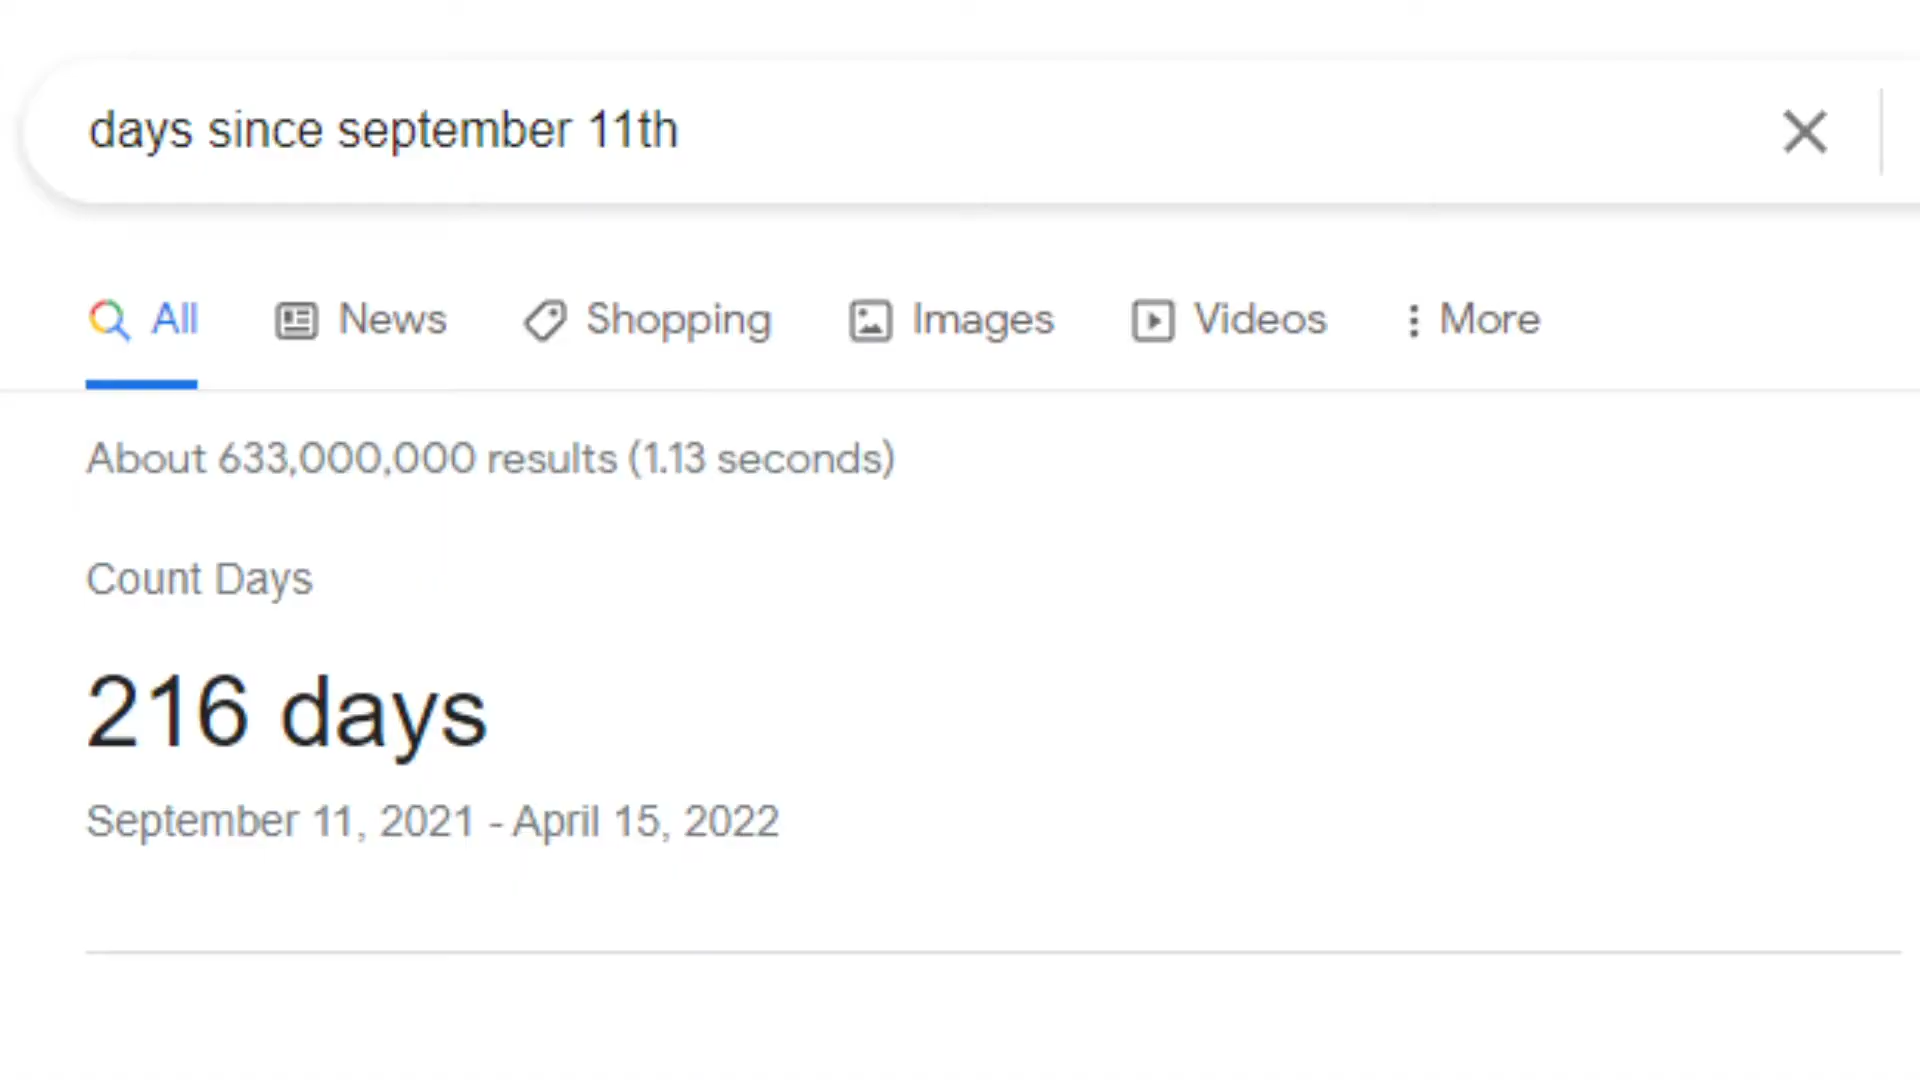 days since september 11th
All News Shopping Images Videos More
About 633,000,000 results (1.13 seconds)
Count Days
216 days
September 11, 2021 - April 15, 2022